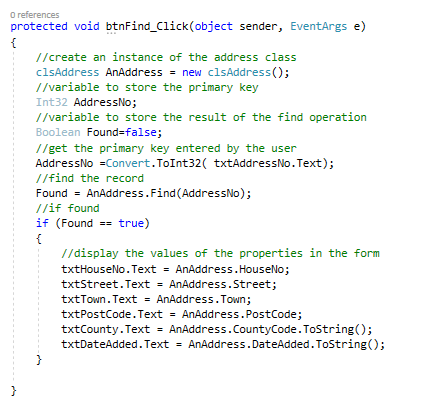 0 references
protected void btnFind_Click(object sender, EventArgs e)
{
//create an instance of the address class
clsAddress AnAddress = new clsAddress();
//variable to store the primary key
Int32 AddressNo;
//variable to store the result of the find operation
Boolean Found=false;
//get the primary key entered by the user
AddressNo =Convert.ToInt32( txtAddressNo.Text);
//find the record
Found = AnAddress.Find(AddressNo);
//if found
if (Found == true)
{
//display the values of the properties in the form
txtHouseNo.Text = AnAddress.HouseNo;
txtStreet.Text = AnAddress.Street;
txtTown.Text = AnAddress.Town;
txtPostCode.Text = AnAddress.PostCode;
txtCounty.Text = AnAddress.CountyCode.ToString();
txtDateAdded.Text = AnAddress.DateAdded.ToString();
}
}